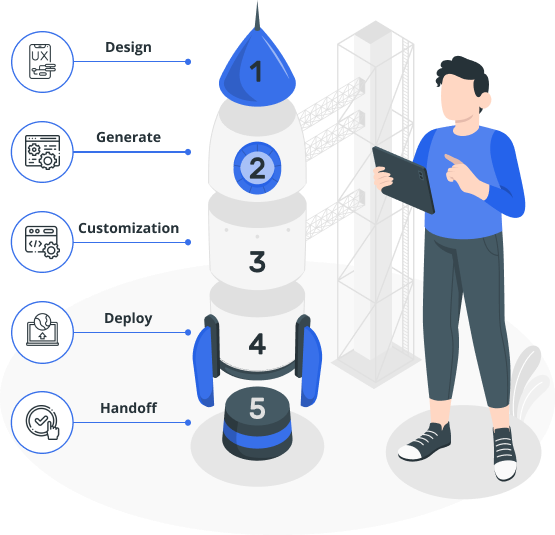 UX
Design
1
Generate
2
Customization
3
Deploy
4
Handoff
5